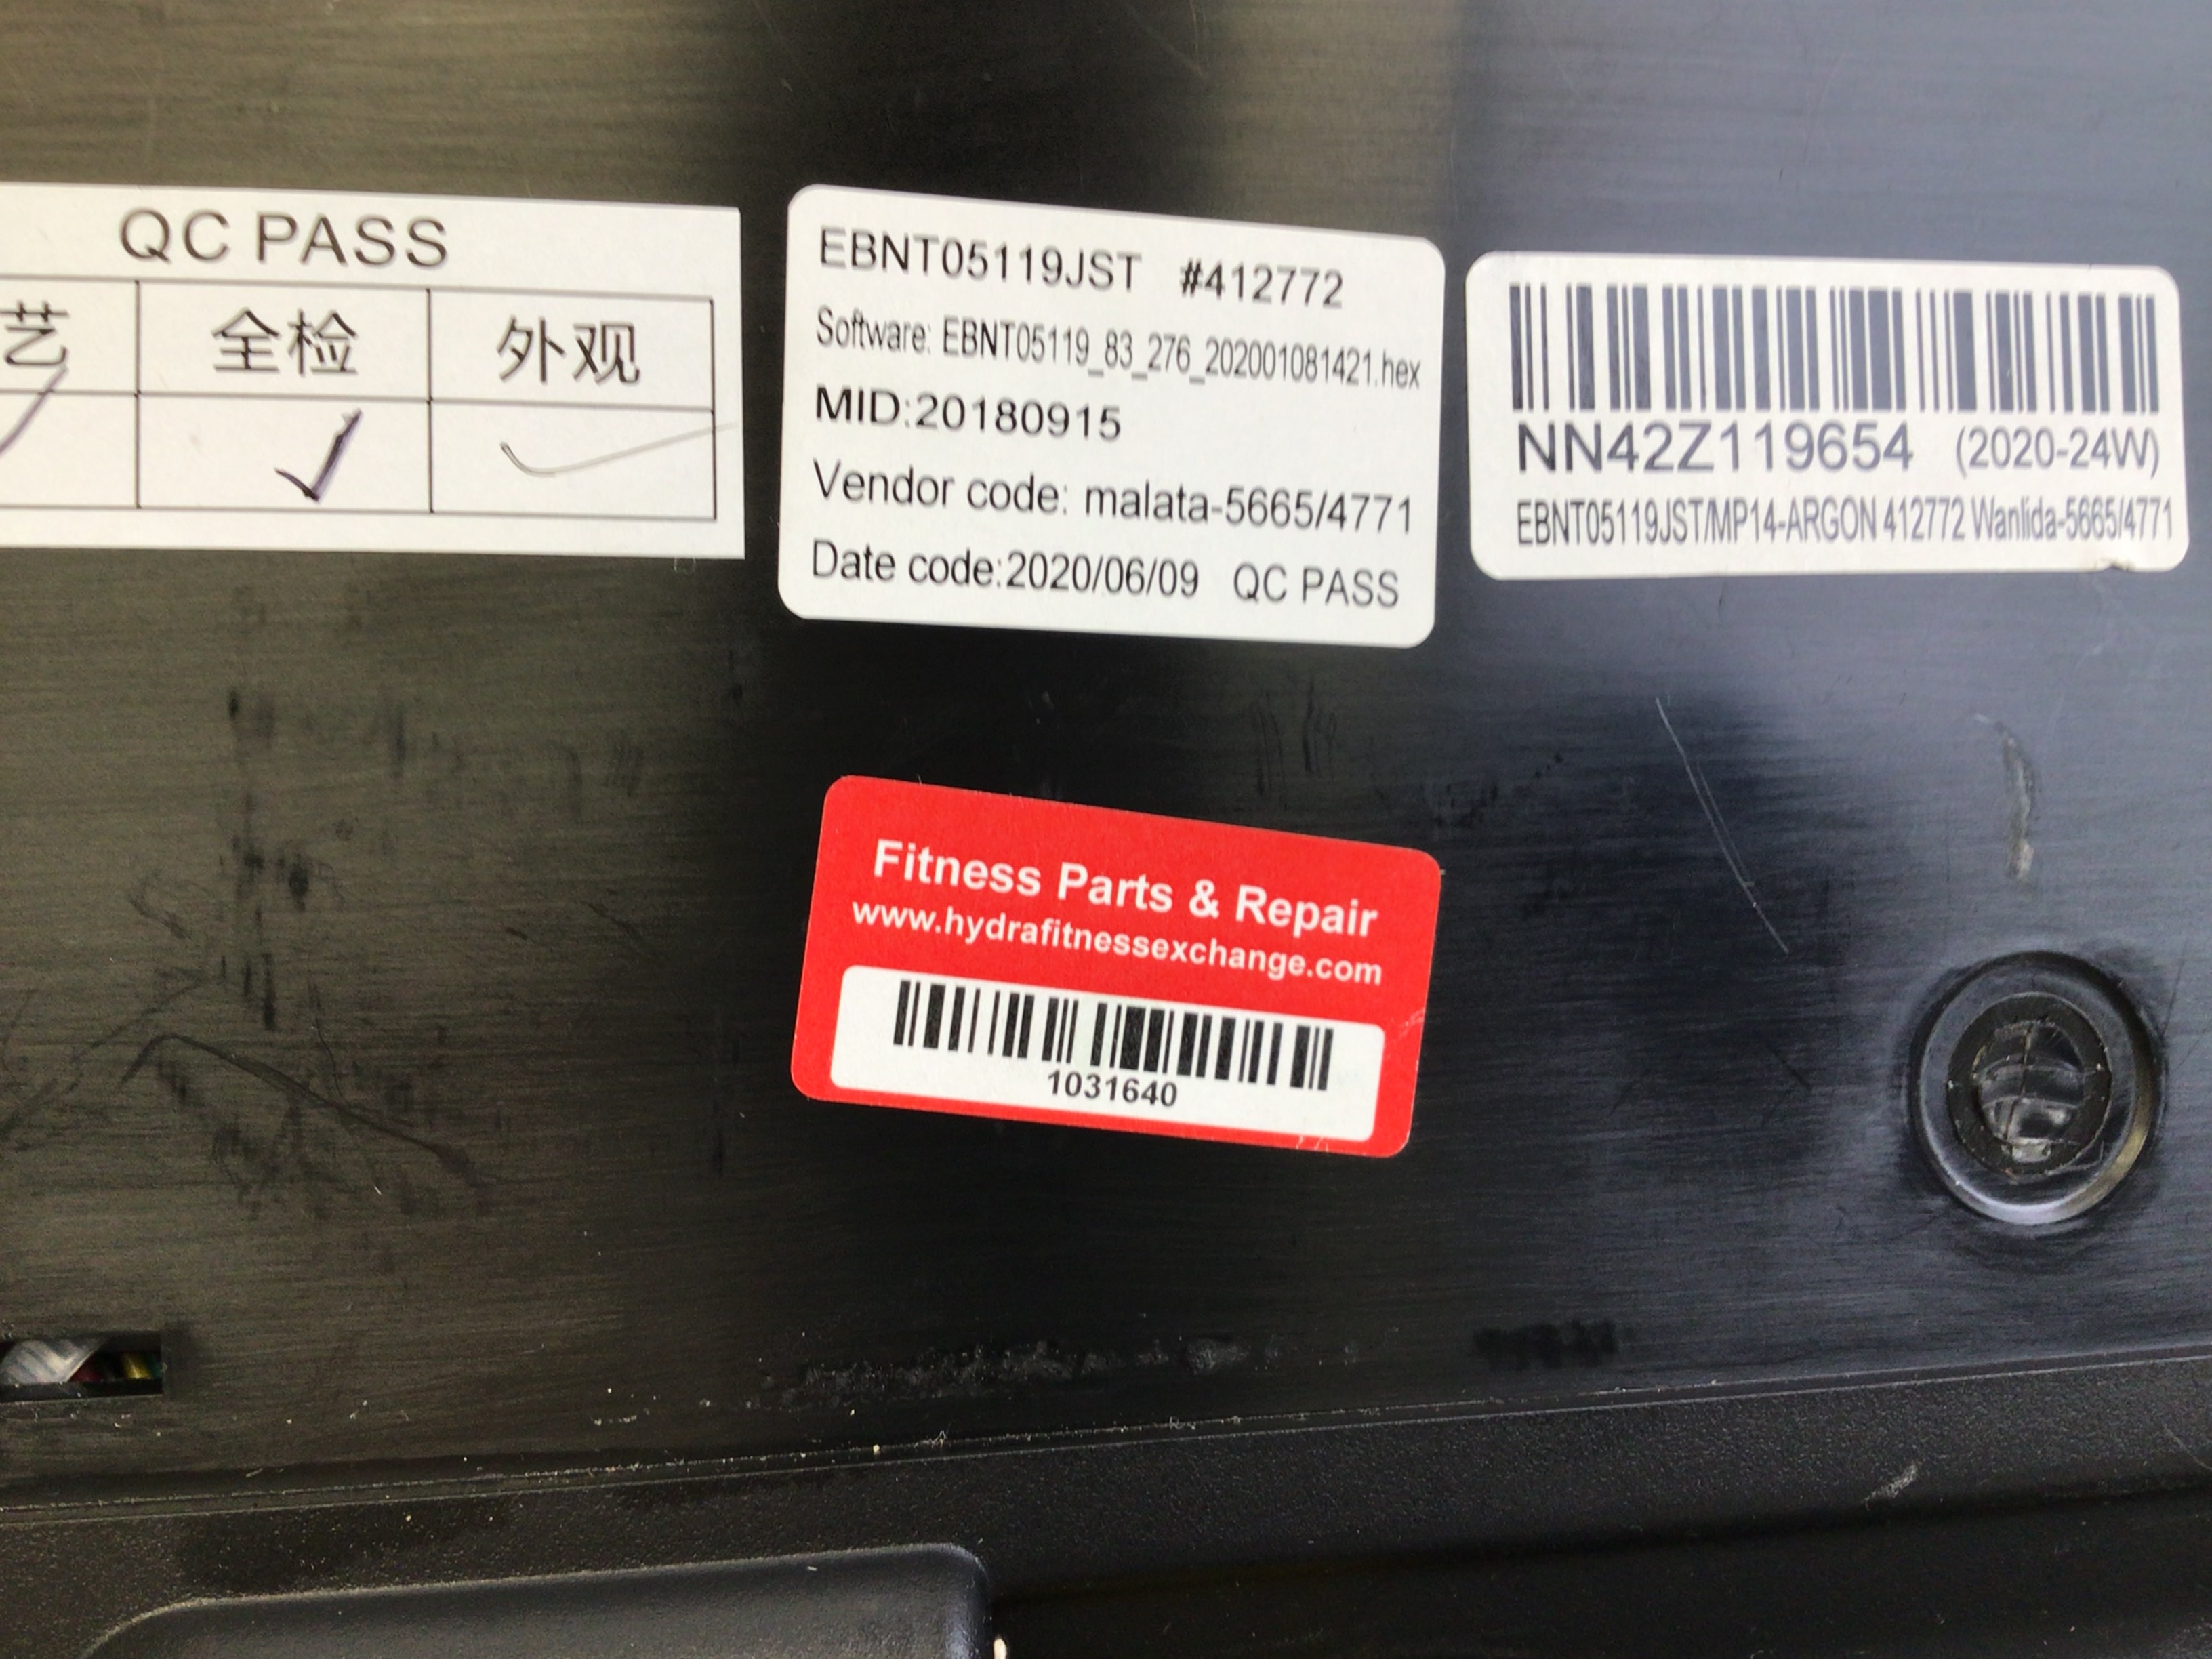 QC PASS
艺 全检 外观
EBNT05119JST #412772
Software: EBNT05119_83_276_202001081421.hex
MID:20180915
Vendor code: malata-5665/4771
Date code:2020/06/09 QC PASS
NN42Z119654 (2020-24W)
EBNT05119JST/MP14-ARGON 412772 Wanlida-5665/4771
Fitness Parts & Repair
www.hydrafitnessexchange.com
1031640